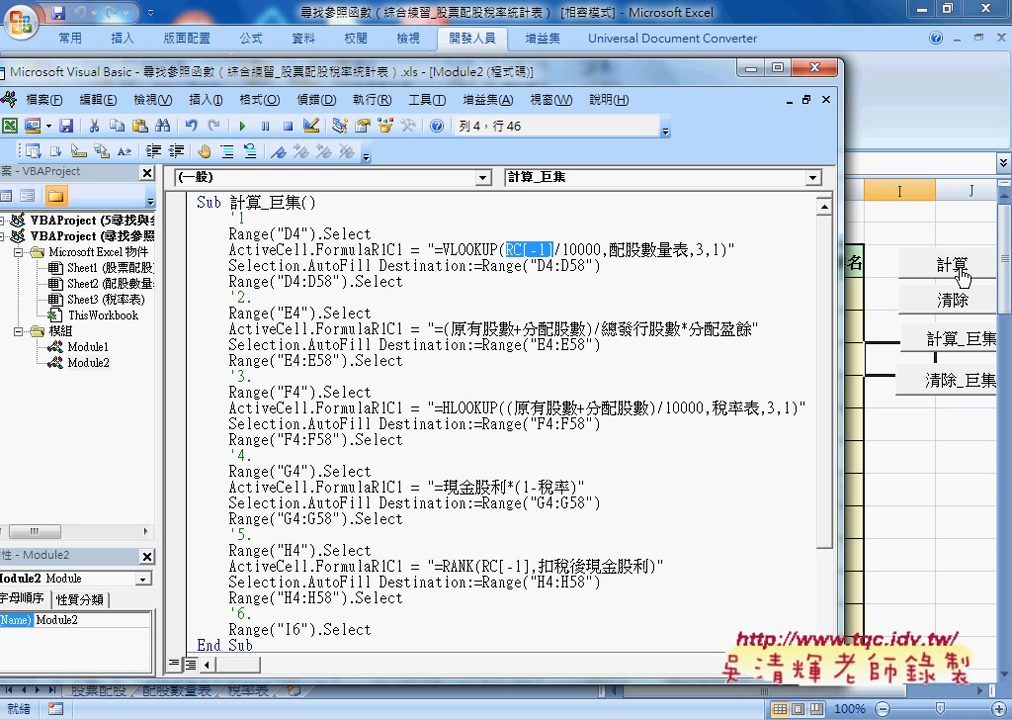 尋找參照函數（綜合練習_股票配股稅率統計表） [相容模式] - Microsoft Excel
常用 插入 版面配置 公式 資料 校閱 檢視 開發人員 增益集 Universal Document Converter
Microsoft Visual Basic - 尋找參照函數（綜合練習_股票配股稅率統計表）.xls - [Module2 (程式碼)]
檔案(F) 編輯(E) 檢視(V) 插入(I) 格式(O) 偵錯(D) 執行(R) 工具(T) 增益集(A) 視窗(W) 說明(H)
列 4，行 46
案 - VBAProject
(一般) 計算_巨集
VBAProject (5尋找與
VBAProject (尋找參照
Microsoft Excel 物件
Sheet1 (股票配股
Sheet2 (配股數量
Sheet3 (稅率表)
ThisWorkbook
模組
Module1
Module2
性 - Module2
Module2 Module
字母順序 性質分類
(Name) Module2
Sub 計算_巨集()
'1
Range("D4").Select
ActiveCell.FormulaR1C1 = "=VLOOKUP(RC[-1]/10000,配股數量表,3,1)"
Selection.AutoFill Destination:=Range("D4:D58")
Range("D4:D58").Select
'2.
Range("E4").Select
ActiveCell.FormulaR1C1 = "=(原有股數+分配股數)/總發行股數*分配盈餘"
Selection.AutoFill Destination:=Range("E4:E58")
Range("E4:E58").Select
'3.
Range("F4").Select
ActiveCell.FormulaR1C1 = "=HLOOKUP((原有股數+分配股數)/10000,稅率表,3,1)"
Selection.AutoFill Destination:=Range("F4:F58")
Range("F4:F58").Select
'4.
Range("G4").Select
ActiveCell.FormulaR1C1 = "=現金股利*(1-稅率)"
Selection.AutoFill Destination:=Range("G4:G58")
Range("G4:G58").Select
'5.
Range("H4").Select
ActiveCell.FormulaR1C1 = "=RANK(RC[-1],扣稅後現金股利)"
Selection.AutoFill Destination:=Range("H4:H58")
Range("H4:H58").Select
'6.
Range("I6").Select
End Sub
I J
名
計算
清除
計算_巨集
清除_巨集
http://www.tqc.idv.tw/
吳清輝老師錄製
股票配股 配股數量表 稅率表
就緒
100%